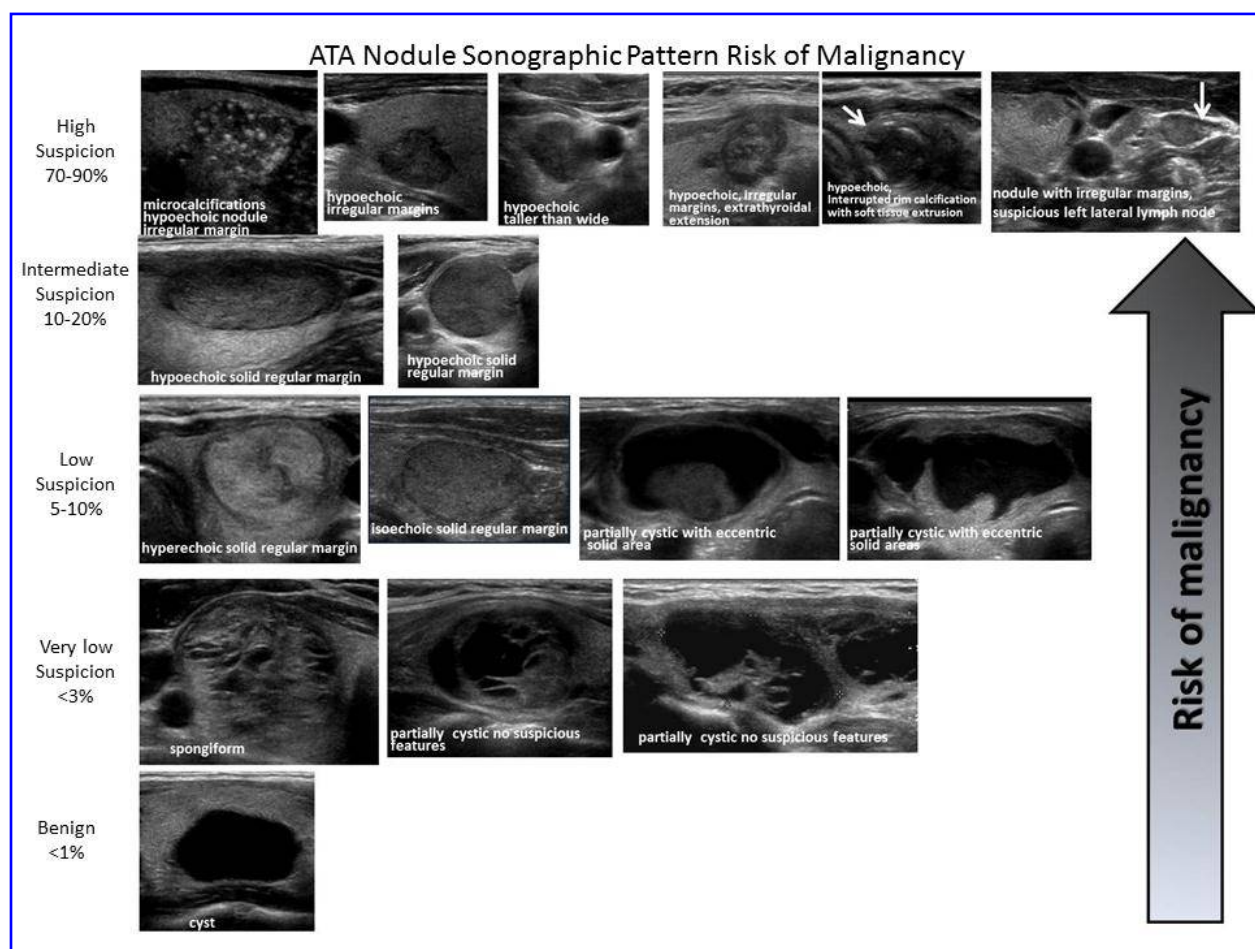 ATA Nodule Sonographic Pattern Risk of Malignancy
High
Suspicion
70-90%
microcalcifications
hypoechic nodule
irregular margin
hypoechoic
irregular margins
hypoechoic
taller than wide
hypoechoic, irregular
margins, extrathyroidal
extension
hypoechoic,
Interrupted rim calcification
with soft tissue extrusion
nodule with irregular margins,
suspicious left lateral lymph node
Intermediate
Suspicion
10-20%
hypoechoic solid regular margin
hypoechoic solid
regular margin
Low
Suspicion
5-10%
hyperechoic solid regular margin
isoechoic solid regular margin
partially cystic with eccentric
solid area
partially cystic with eccentric
solid areas
Very low
Suspicion
<3%
spongiform
partially cystic no suspicious
features
partially cystic no suspicious features
Benign
<1%
cyst
Risk of malignancy